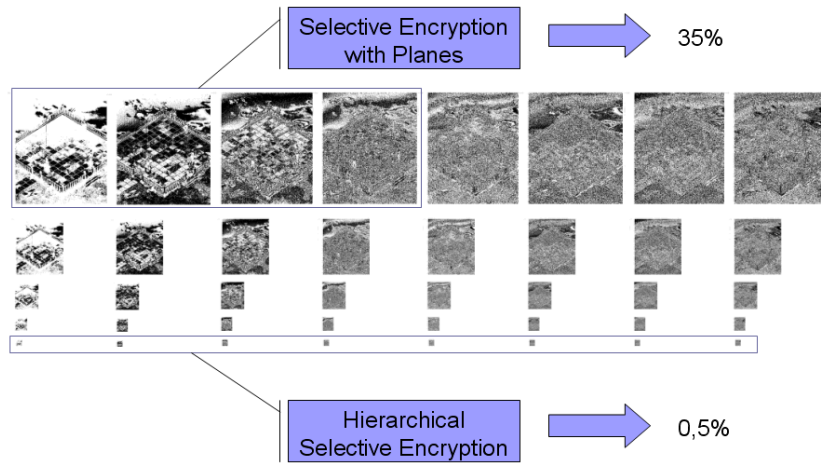 Selective Encryption
with Planes
35%
Hierarchical
Selective Encryption
0,5%